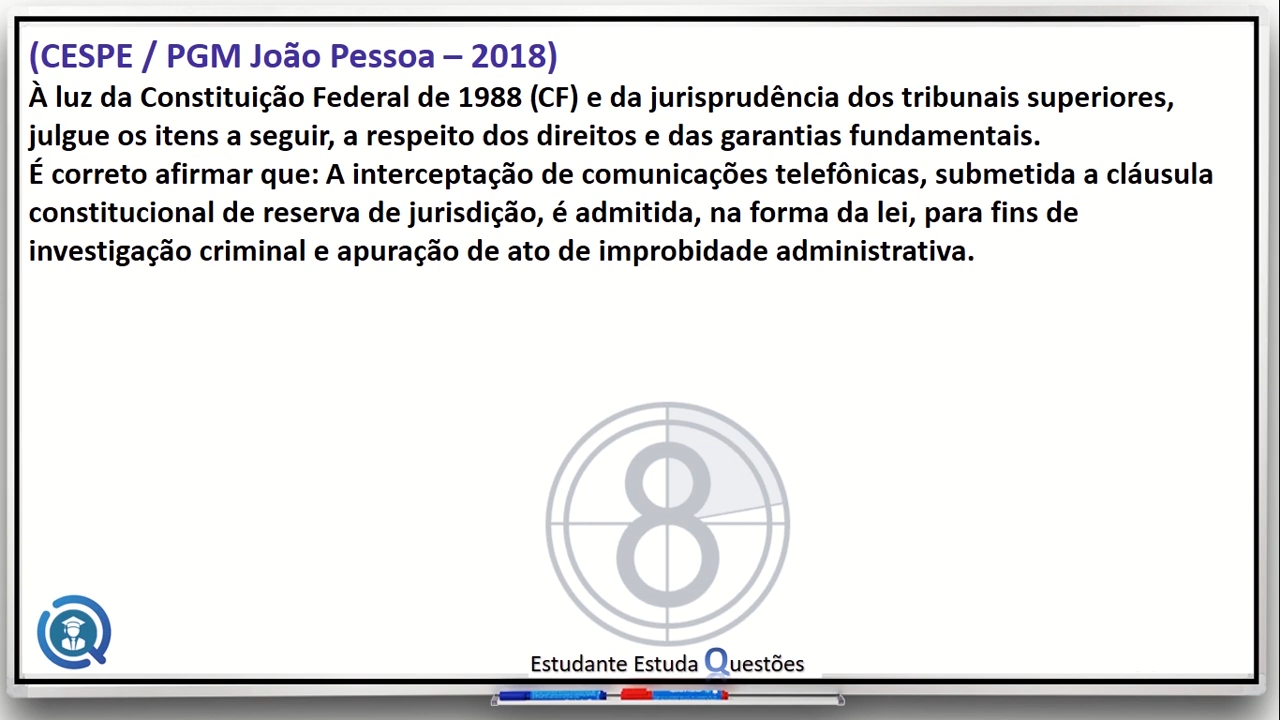 (CESPE / PGM João Pessoa – 2018)
À luz da Constituição Federal de 1988 (CF) e da jurisprudência dos tribunais superiores,
julgue os itens a seguir, a respeito dos direitos e das garantias fundamentais.
É correto afirmar que: A interceptação de comunicações telefônicas, submetida a cláusula
constitucional de reserva de jurisdição, é admitida, na forma da lei, para fins de
investigação criminal e apuração de ato de improbidade administrativa.
8
Estudante Estuda Questões